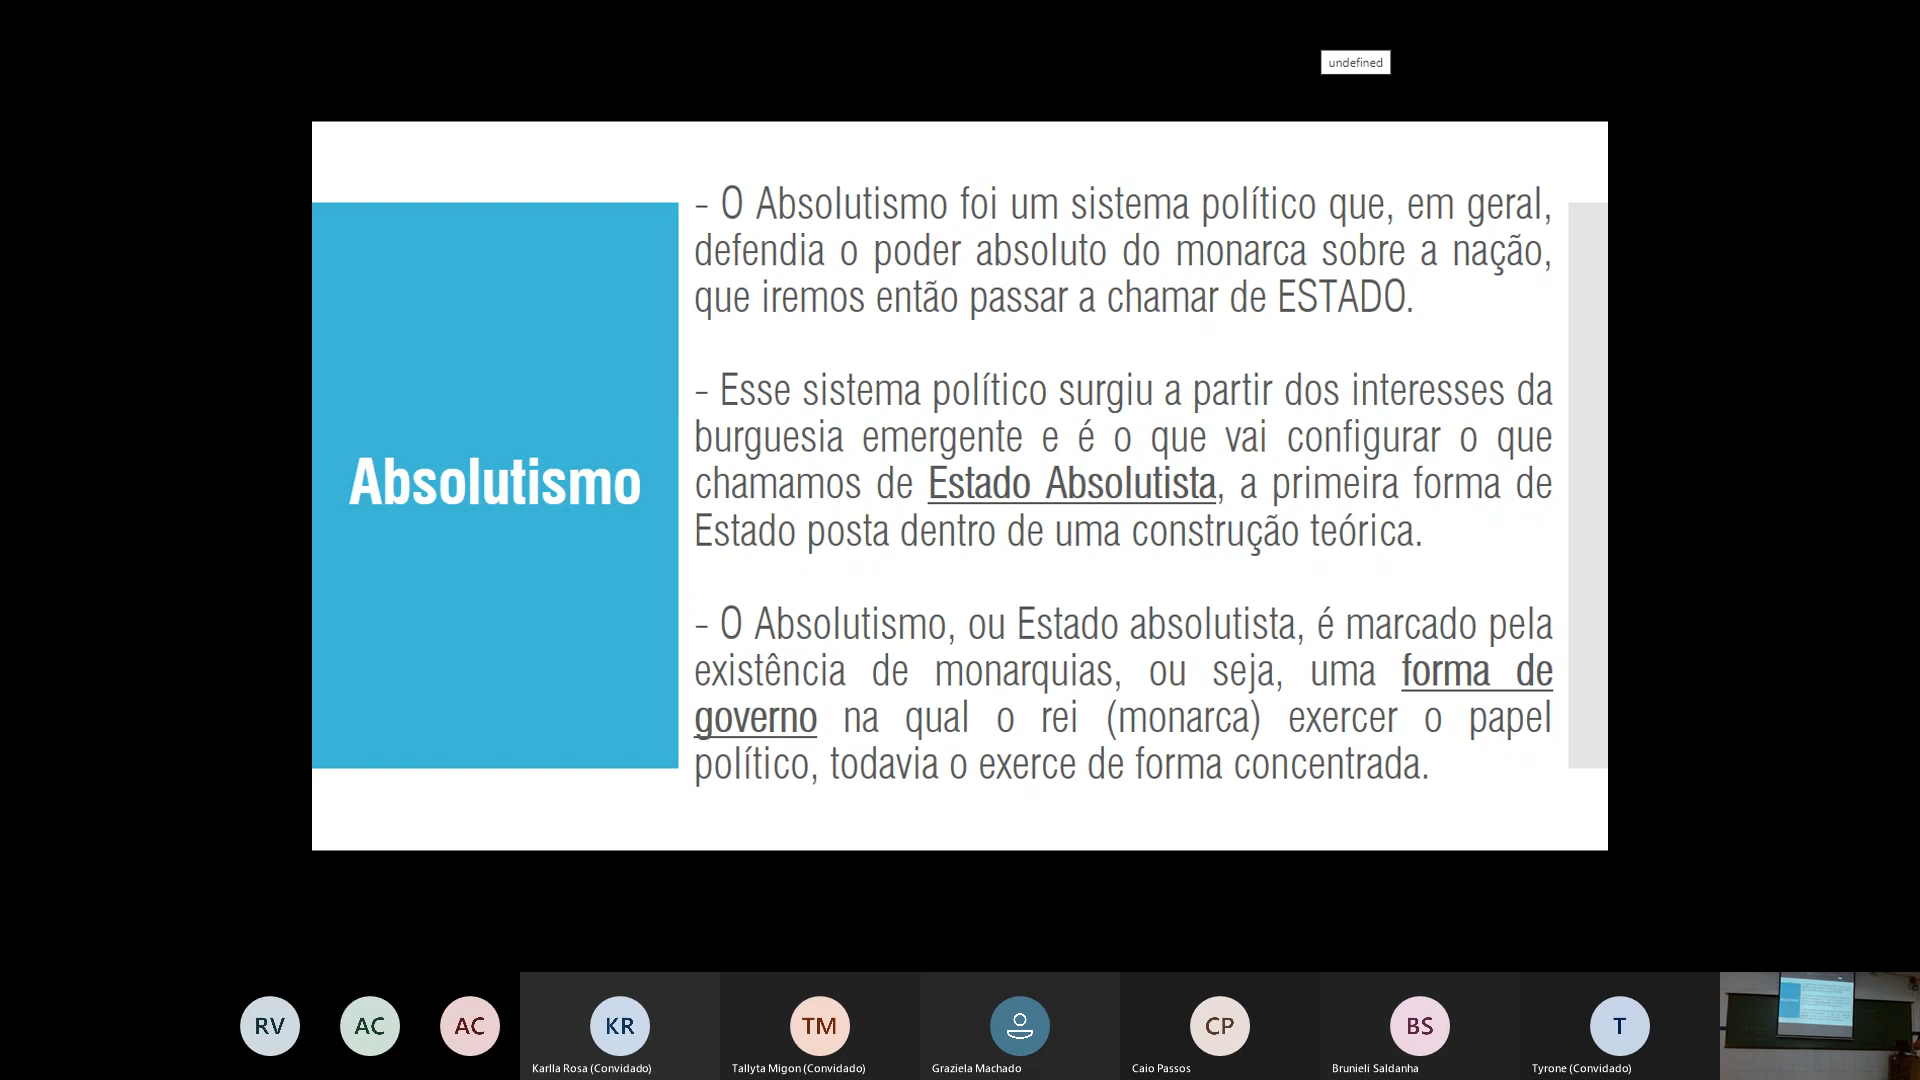 undefined
Absolutismo
- O Absolutismo foi um sistema político que, em geral,
defendia o poder absoluto do monarca sobre a nação,
que iremos então passar a chamar de ESTADO.
- Esse sistema político surgiu a partir dos interesses da
burguesia emergente e é o que vai configurar o que
chamamos de Estado Absolutista, a primeira forma de
Estado posta dentro de uma construção teórica.
- O Absolutismo, ou Estado absolutista, é marcado pela
existência de monarquias, ou seja, uma forma de
governo na qual o rei (monarca) exercer o papel
político, todavia o exerce de forma concentrada.
RV
AC
AC
KR
TM
CP
BS
T
Karlla Rosa (Convidado)
Tallyta Migon (Convidado)
Graziela Machado
Caio Passos
Brunieli Saldanha
Tyrone (Convidado)